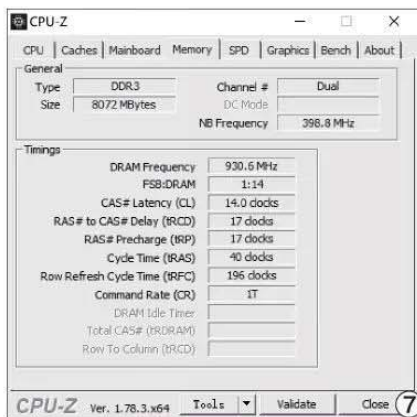 CPU-Z
CPU Caches Mainboard Memory SPD Graphics Bench About
General
Type DDR3 Channel # Dual
Size 8072 MBytes DC Mode
NB Frequency 398.8 MHz
Timings
DRAM Frequency 930.6 MHz
FSB:DRAM 1:14
CAS# Latency (CL) 14.0 clocks
RAS# to CAS# Delay (tRCD) 17 clocks
RAS# Precharge (tRP) 17 clocks
Cycle Time (tRAS) 40 clocks
Row Refresh Cycle Time (tRFC) 196 clocks
Command Rate (CR) 1T
DRAM Idle Timer
Total CAS# (tRDRAM)
Row To Column (tRCD)
CPU-Z Ver. 1.78.3.x64 Tools Validate Close 7